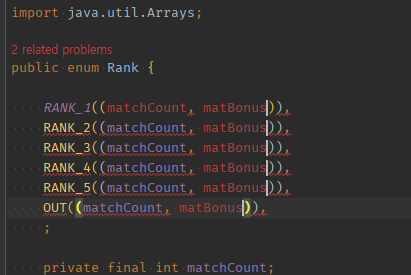 import java.util.Arrays;
2 related problems
public enum Rank {
RANK_1((matchCount, matBonus)),
RANK_2((matchCount, matBonus)),
RANK_3((matchCount, matBonus)),
RANK_4((matchCount, matBonus)),
RANK_5((matchCount, matBonus)),
OUT((matchCount, matBonus)),
;
private final int matchCount;